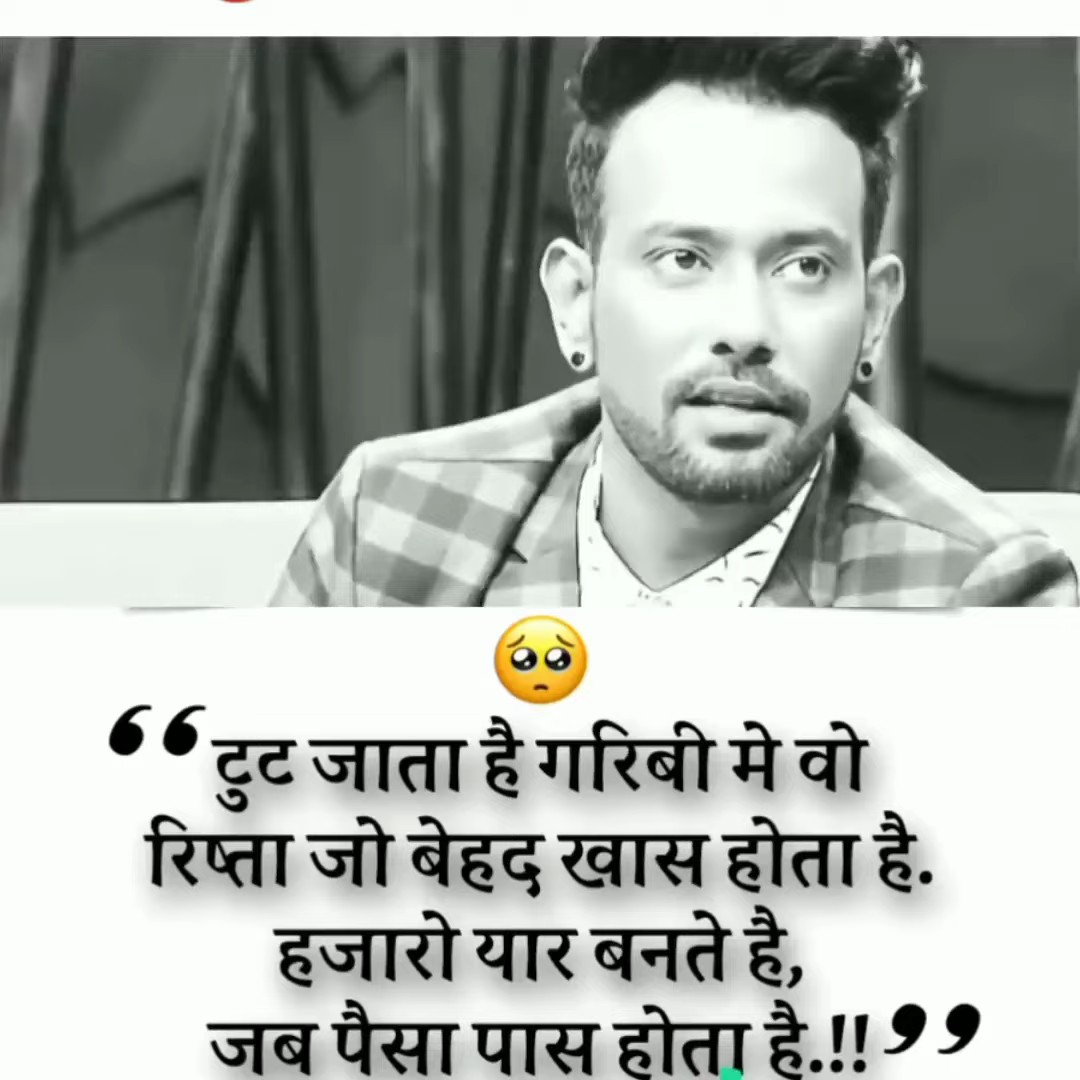 “टुट जाता है गरिबी मे वो
रिष्ता जो बेहद खास होता है.
हजारो यार बनते है,
जब पैसा पास होता है.!!”